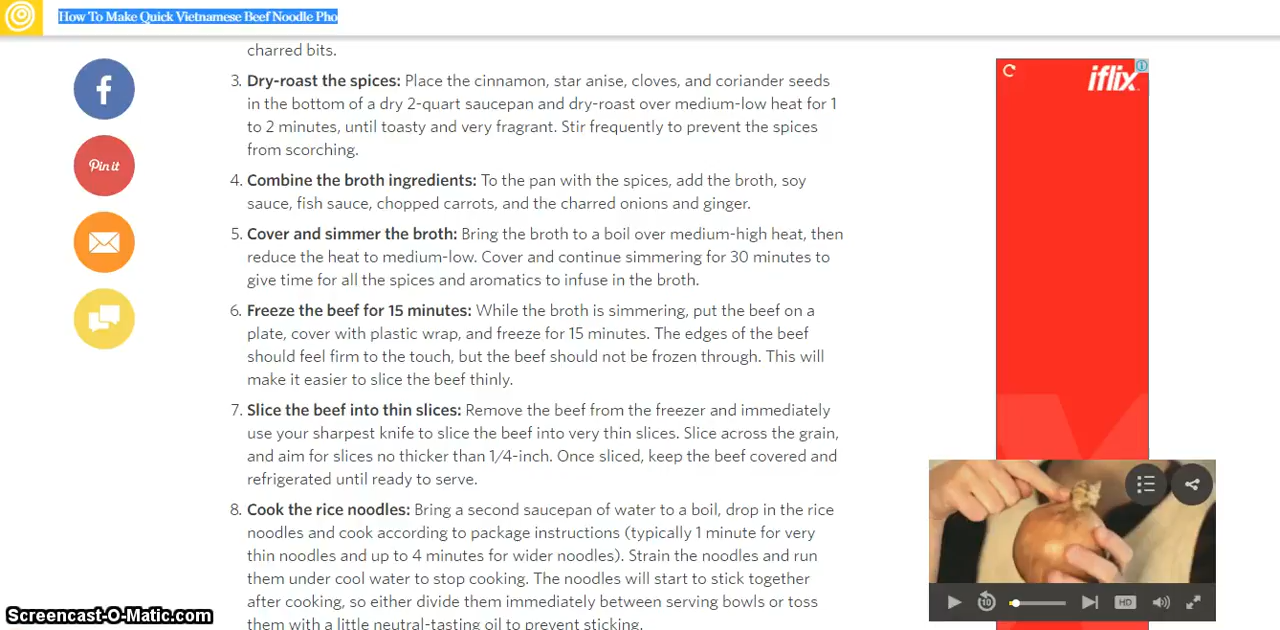 How To Make Quick Vietnamese Beef Noodle Pho
charred bits.
3. Dry-roast the spices: Place the cinnamon, star anise, cloves, and coriander seeds
in the bottom of a dry 2-quart saucepan and dry-roast over medium-low heat for 1
to 2 minutes, until toasty and very fragrant. Stir frequently to prevent the spices
from scorching.
4. Combine the broth ingredients: To the pan with the spices, add the broth, soy
sauce, fish sauce, chopped carrots, and the charred onions and ginger.
5. Cover and simmer the broth: Bring the broth to a boil over medium-high heat, then
reduce the heat to medium-low. Cover and continue simmering for 30 minutes to
give time for all the spices and aromatics to infuse in the broth.
6. Freeze the beef for 15 minutes: While the broth is simmering, put the beef on a
plate, cover with plastic wrap, and freeze for 15 minutes. The edges of the beef
should feel firm to the touch, but the beef should not be frozen through. This will
make it easier to slice the beef thinly.
7. Slice the beef into thin slices: Remove the beef from the freezer and immediately
use your sharpest knife to slice the beef into very thin slices. Slice across the grain,
and aim for slices no thicker than 1/4-inch. Once sliced, keep the beef covered and
refrigerated until ready to serve.
8. Cook the rice noodles: Bring a second saucepan of water to a boil, drop in the rice
noodles and cook according to package instructions (typically 1 minute for very
thin noodles and up to 4 minutes for wider noodles). Strain the noodles and run
them under cool water to stop cooking. The noodles will start to stick together
after cooking, so either divide them immediately between serving bowls or toss
them with a little neutral-tasting oil to prevent sticking.
f
Pin it
iflix
10
HD
Screencast-O-Matic.com